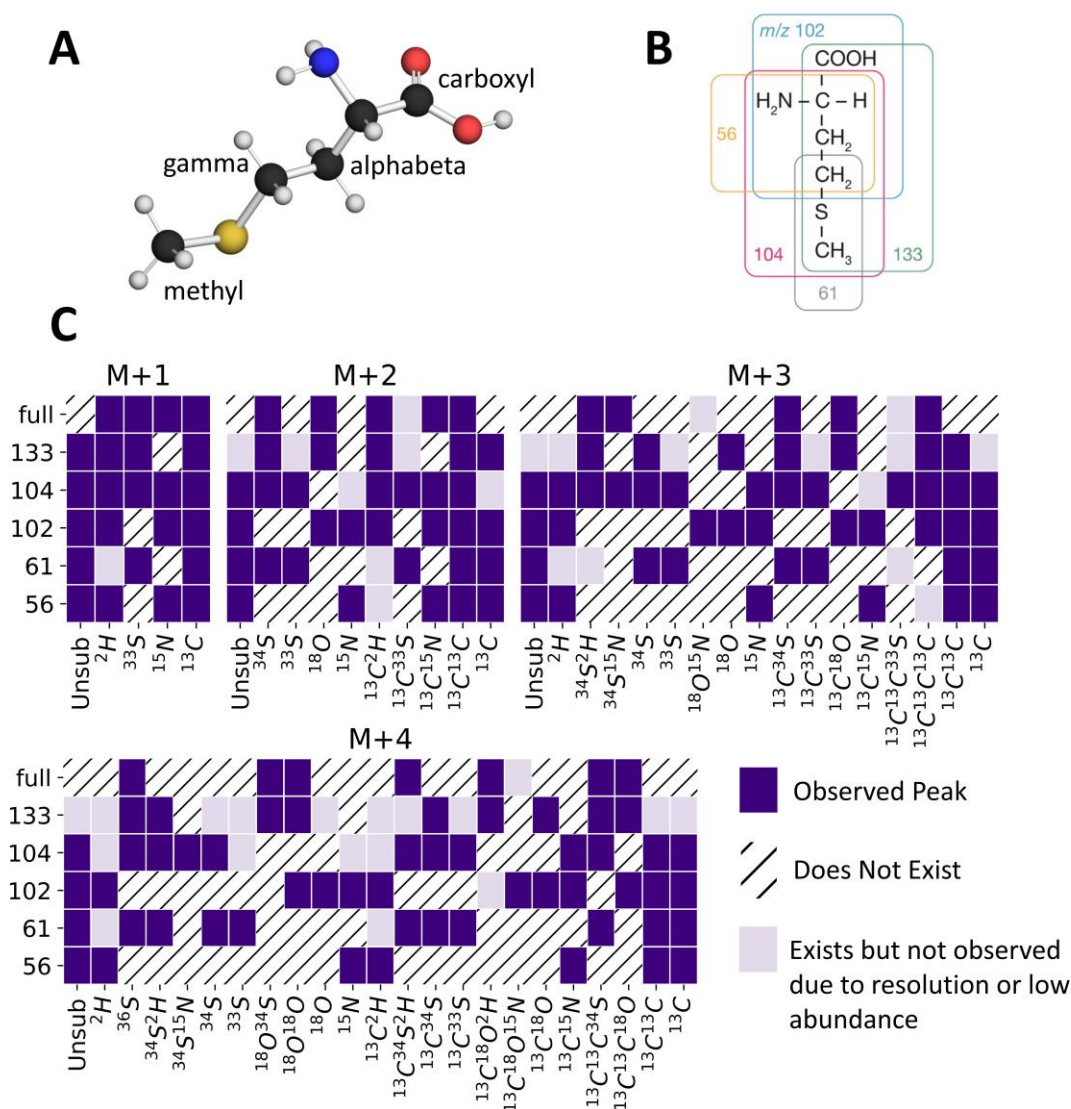 A
carboxyl
gamma
alphabeta
methyl
B
m/z 102
COOH
H₂N – C – H
56
CH₂
CH₂
S
CH₃
104
133
61
C
M+1
M+2
M+3
full
133
104
102
61
56
Unsub
²H
³³S
¹⁵N
¹³C
Unsub
³⁴S
³³S
¹⁸O
¹⁵N
¹³C²H
¹³C³³S
¹³C¹⁵N
¹³C¹³C
¹³C
Unsub
²H
³⁴S²H
³⁴S¹⁵N
³⁴S
³³S
¹⁸O¹⁵N
¹⁸O
¹⁵N
¹³C³⁴S
¹³C³³S
¹³C¹⁸O
¹³C¹⁵N
¹³C¹³C³³S
¹³C¹³C¹³C
¹³C¹³C
¹³C
M+4
full
133
104
102
61
56
Unsub
²H
³⁶S
³⁴S²H
³⁴S¹⁵N
³⁴S
³³S
¹⁸O³⁴S
¹⁸O¹⁸O
¹⁸O
¹⁵N
¹³C²H
¹³C³⁴S²H
¹³C³⁴S
¹³C³³S
¹³C¹⁸O²H
¹³C¹⁸O¹⁵N
¹³C¹⁸O
¹³C¹⁵N
¹³C¹³C³⁴S
¹³C¹³C¹⁸O
¹³C¹³C
¹³C
Observed Peak
Does Not Exist
Exists but not observed
due to resolution or low
abundance